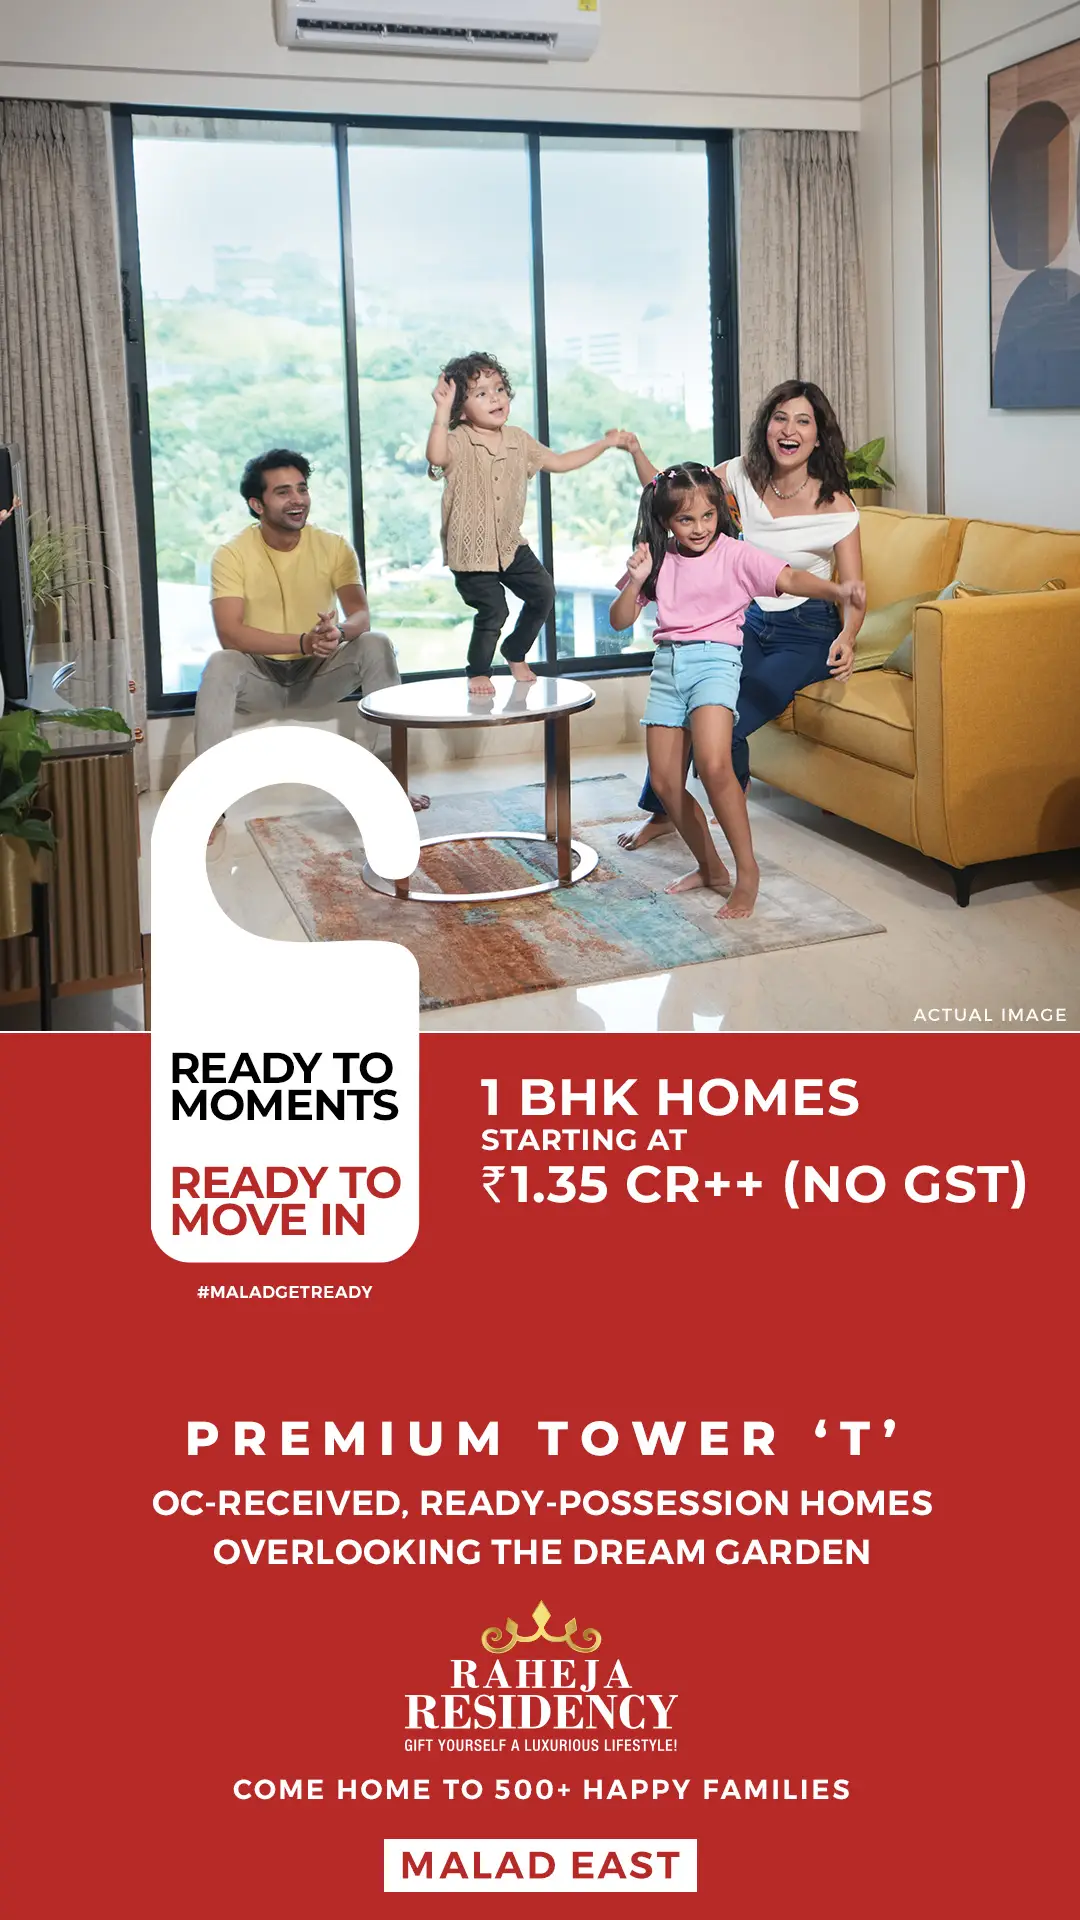 ACTUAL IMAGE
READY TO
MOMENTS
READY TO
MOVE IN
#MALADGETREADY
1 BHK HOMES
STARTING AT
₹1.35 CR++ (NO GST)
PREMIUM TOWER ‘T’
OC-RECEIVED, READY-POSSESSION HOMES
OVERLOOKING THE DREAM GARDEN
RAHEJA
RESIDENCY
GIFT YOURSELF A LUXURIOUS LIFESTYLE!
COME HOME TO 500+ HAPPY FAMILIES
MALAD EAST